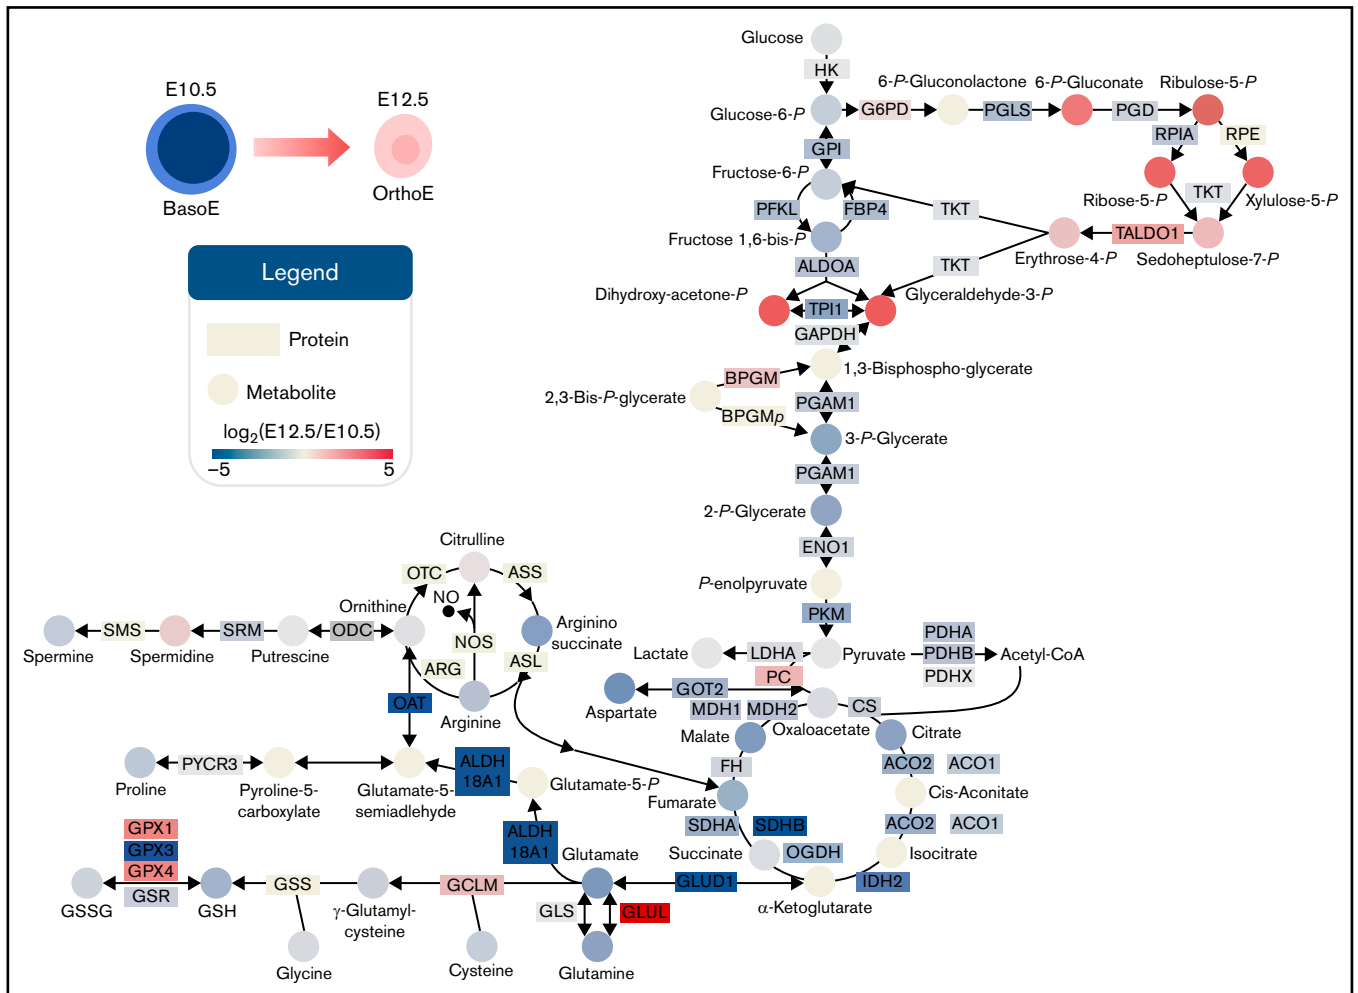 E10.5
BasoE
E12.5
OrthoE
Legend
Protein
Metabolite
log2(E12.5/E10.5)
−5
5
Glucose
HK
Glucose-6-P
G6PD
6-P-Gluconolactone
PGLS
6-P-Gluconate
PGD
Ribulose-5-P
RPIA
RPE
Ribose-5-P
TKT
Xylulose-5-P
GPI
Fructose-6-P
PFKL
FBP4
TKT
Fructose 1,6-bis-P
Erythrose-4-P
TALDO1
Sedoheptulose-7-P
ALDOA
TKT
Dihydroxy-acetone-P
TPI1
Glyceraldehyde-3-P
GAPDH
1,3-Bisphospho-glycerate
BPGM
2,3-Bis-P-glycerate
BPGMp
PGAM1
3-P-Glycerate
PGAM1
2-P-Glycerate
ENO1
P-enolpyruvate
PKM
Lactate
LDHA
Pyruvate
PDHA
PDHB
PDHX
Acetyl-CoA
PC
Aspartate
GOT2
MDH1
MDH2
CS
Oxaloacetate
Malate
Citrate
FH
ACO2
ACO1
Fumarate
Cis-Aconitate
SDHA
SDHB
ACO2
ACO1
Succinate
OGDH
Isocitrate
IDH2
α-Ketoglutarate
Citrulline
OTC
ASS
NO
Ornithine
NOS
Arginino
succinate
ASL
ARG
Arginine
Spermine
SMS
Spermidine
SRM
Putrescine
ODC
OAT
Proline
PYCR3
Pyroline-5-
carboxylate
Glutamate-5-
semiadlehyde
ALDH
18A1
Glutamate-5-P
ALDH
18A1
Glutamate
GLUD1
GPX1
GPX3
GPX4
GSR
GSSG
GSH
GSS
γ-Glutamyl-
cysteine
GCLM
GLS
GLUL
Glycine
Cysteine
Glutamine